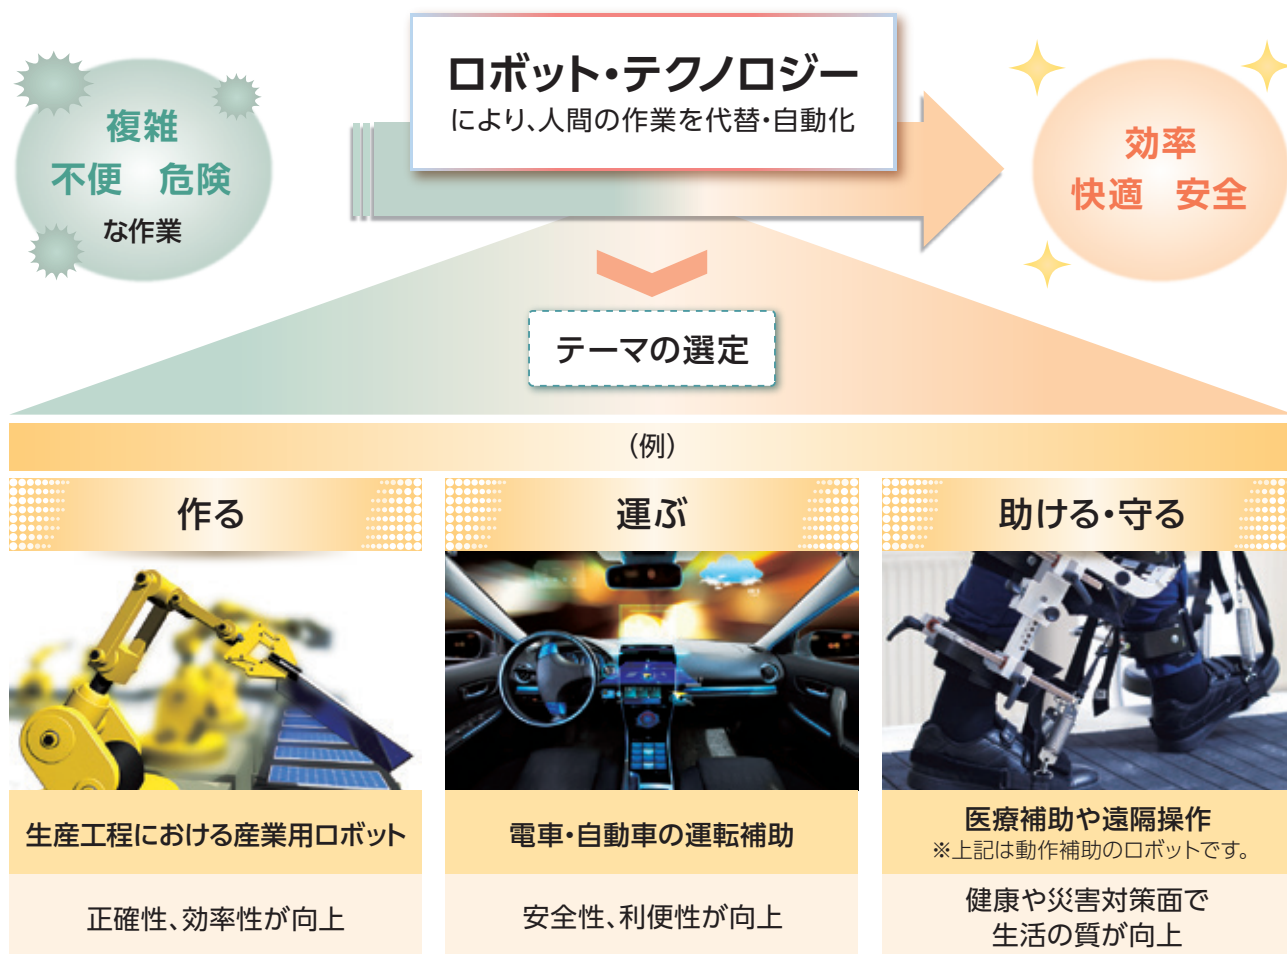 複雑
不便 危険
な作業
ロボット・テクノロジー
により、人間の作業を代替・自動化
効率
快適 安全
テーマの選定
(例)
作る
運ぶ
助ける・守る
生産工程における産業用ロボット
電車・自動車の運転補助
医療補助や遠隔操作
※上記は動作補助のロボットです。
正確性、効率性が向上
安全性、利便性が向上
健康や災害対策面で
生活の質が向上